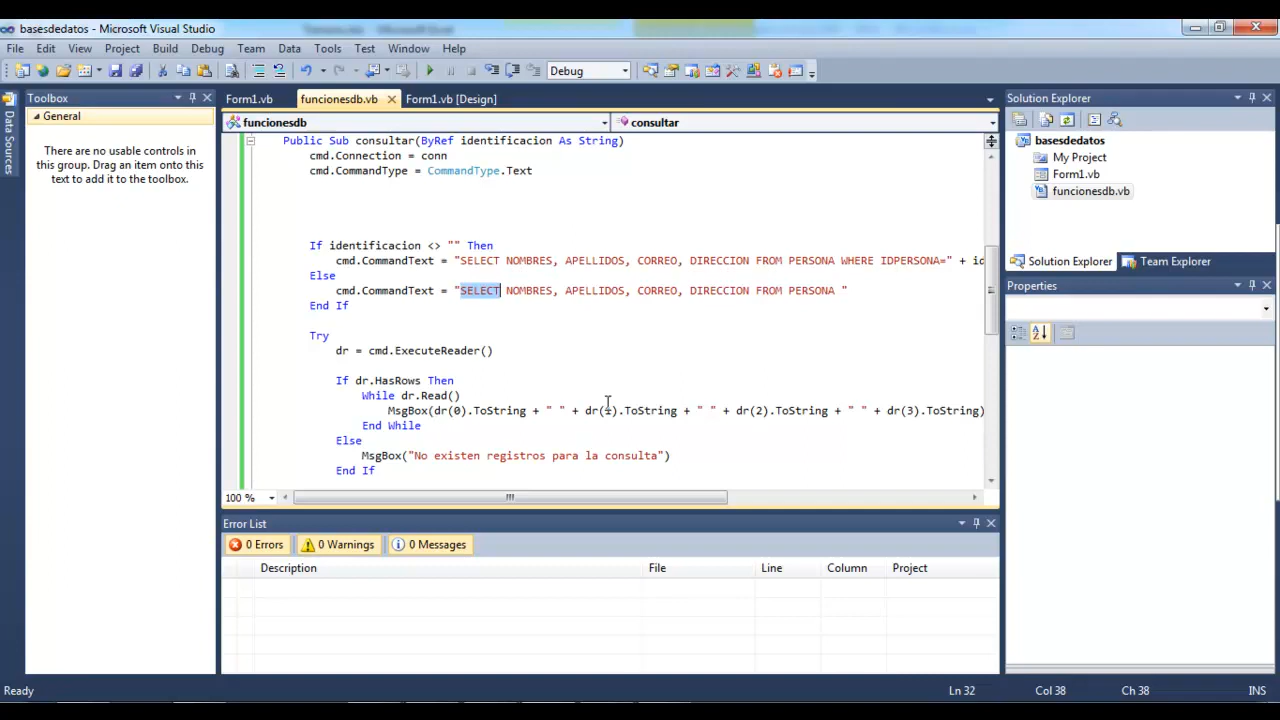 basesdedatos - Microsoft Visual Studio
File Edit View Project Build Debug Team Data Tools Test Window Help
Debug
Data Sources
Toolbox
General
There are no usable controls in
this group. Drag an item onto this
text to add it to the toolbox.
Form1.vb funcionesdb.vb Form1.vb [Design]
funcionesdb consultar
Public Sub consultar(ByRef identificacion As String)
cmd.Connection = conn
cmd.CommandType = CommandType.Text
If identificacion <> "" Then
cmd.CommandText = "SELECT NOMBRES, APELLIDOS, CORREO, DIRECCION FROM PERSONA WHERE IDPERSONA=" + id
Else
cmd.CommandText = "SELECT NOMBRES, APELLIDOS, CORREO, DIRECCION FROM PERSONA "
End If
Try
dr = cmd.ExecuteReader()
If dr.HasRows Then
While dr.Read()
MsgBox(dr(0).ToString + " " + dr(1).ToString + " " + dr(2).ToString + " " + dr(3).ToString)
End While
Else
MsgBox("No existen registros para la consulta")
End If
100 %
Error List
0 Errors 0 Warnings 0 Messages
Description File Line Column Project
Solution Explorer
basesdedatos
My Project
Form1.vb
funcionesdb.vb
Solution Explorer Team Explorer
Properties
Ready Ln 32 Col 38 Ch 38 INS